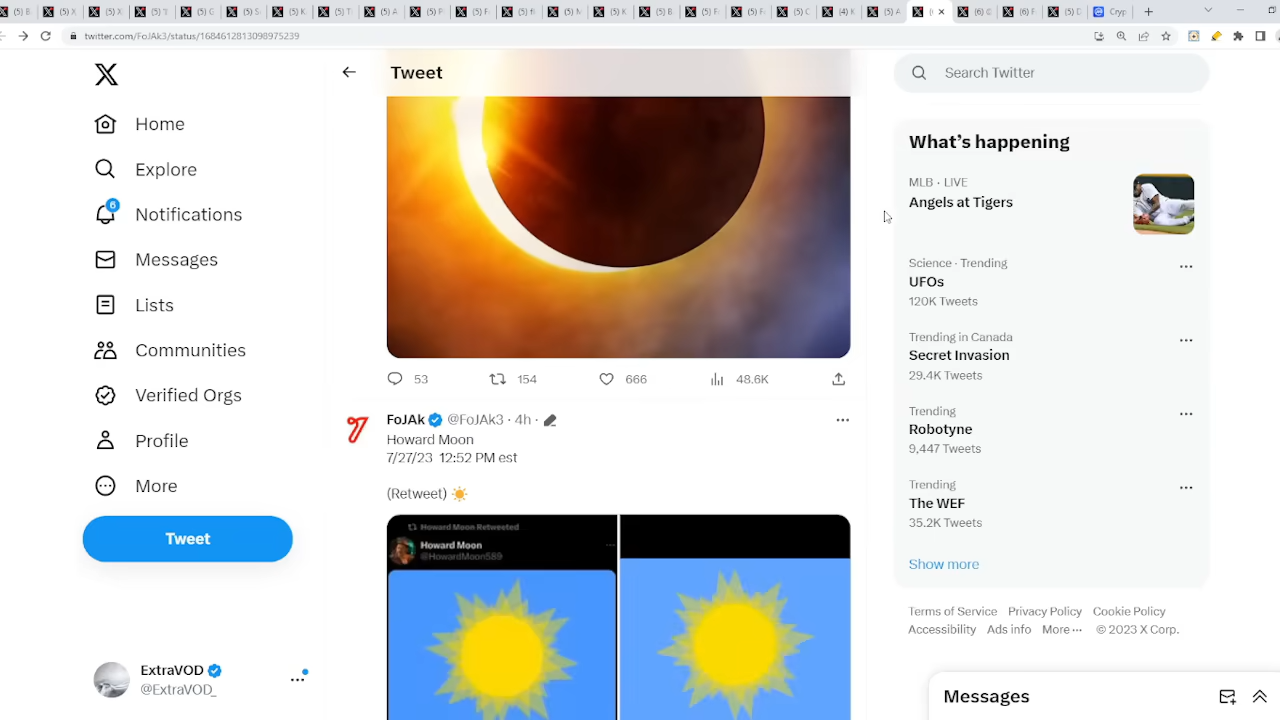 twitter.com/FoJAk3/status/1684612813098975239
Tweet
Search Twitter
Home
Explore
6
Notifications
Messages
Lists
Communities
Verified Orgs
Profile
More
Tweet
ExtraVOD
@ExtraVOD_
53 154 666 48.6K
FoJAk @FoJAk3 · 4h ·
Howard Moon
7/27/23 12:52 PM est
(Retweet)
Howard Moon Retweeted
Howard Moon
@HowardMoon589
What's happening
MLB · LIVE
Angels at Tigers
Science · Trending
UFOs
120K Tweets
Trending in Canada
Secret Invasion
29.4K Tweets
Trending
Robotyne
9,447 Tweets
Trending
The WEF
35.2K Tweets
Show more
Terms of Service Privacy Policy Cookie Policy
Accessibility Ads info More ··· © 2023 X Corp.
Messages